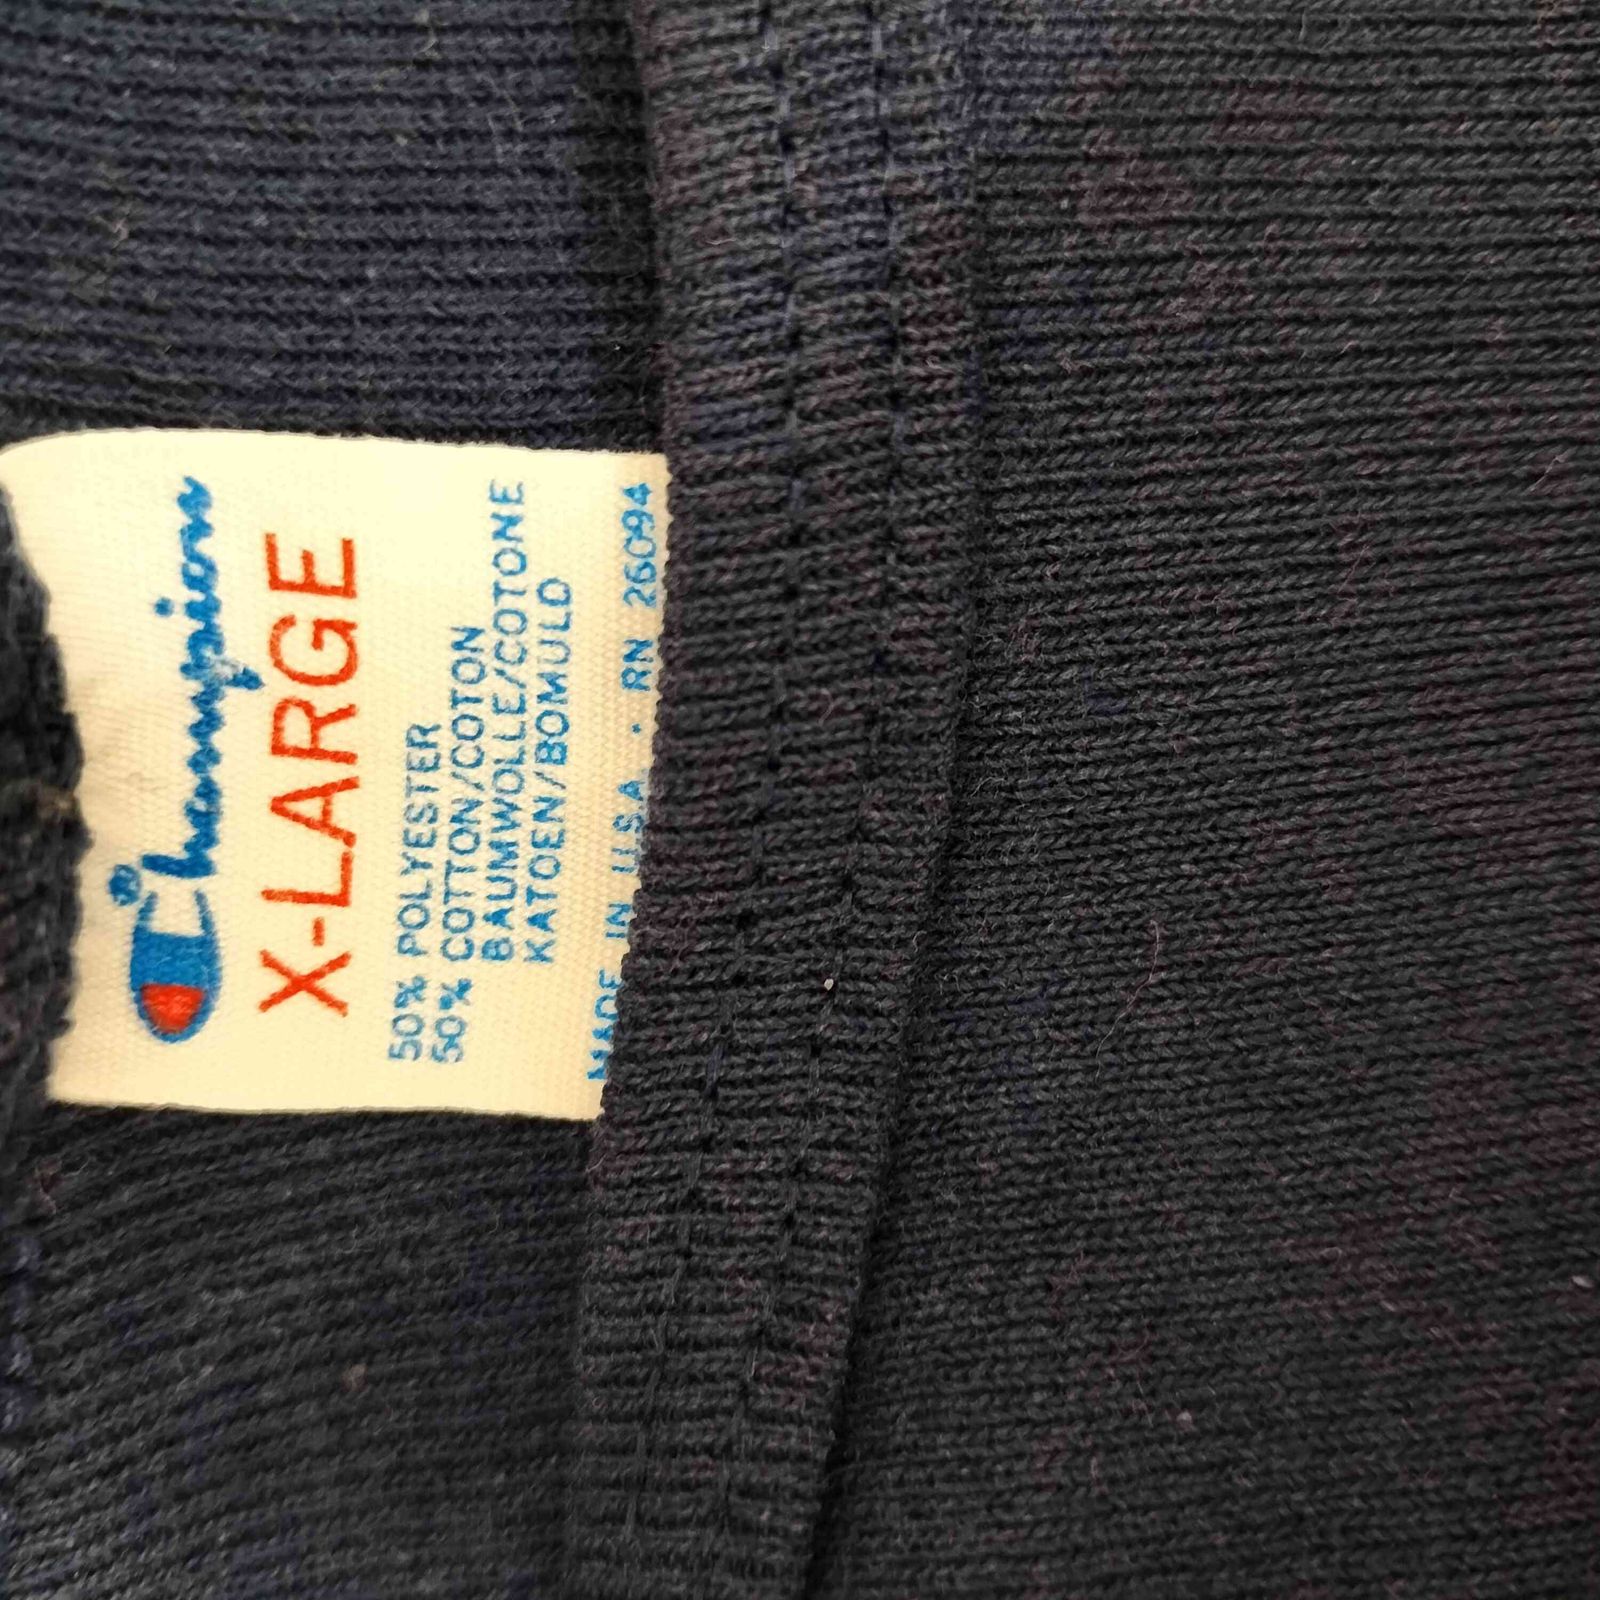 Champion®
X-LARGE
50% POLYESTER
50% COTTON/COTON
BAUMWOLLE/COTONE
KATOEN/BOMULD
MADE IN U.S.A. · RN 26094